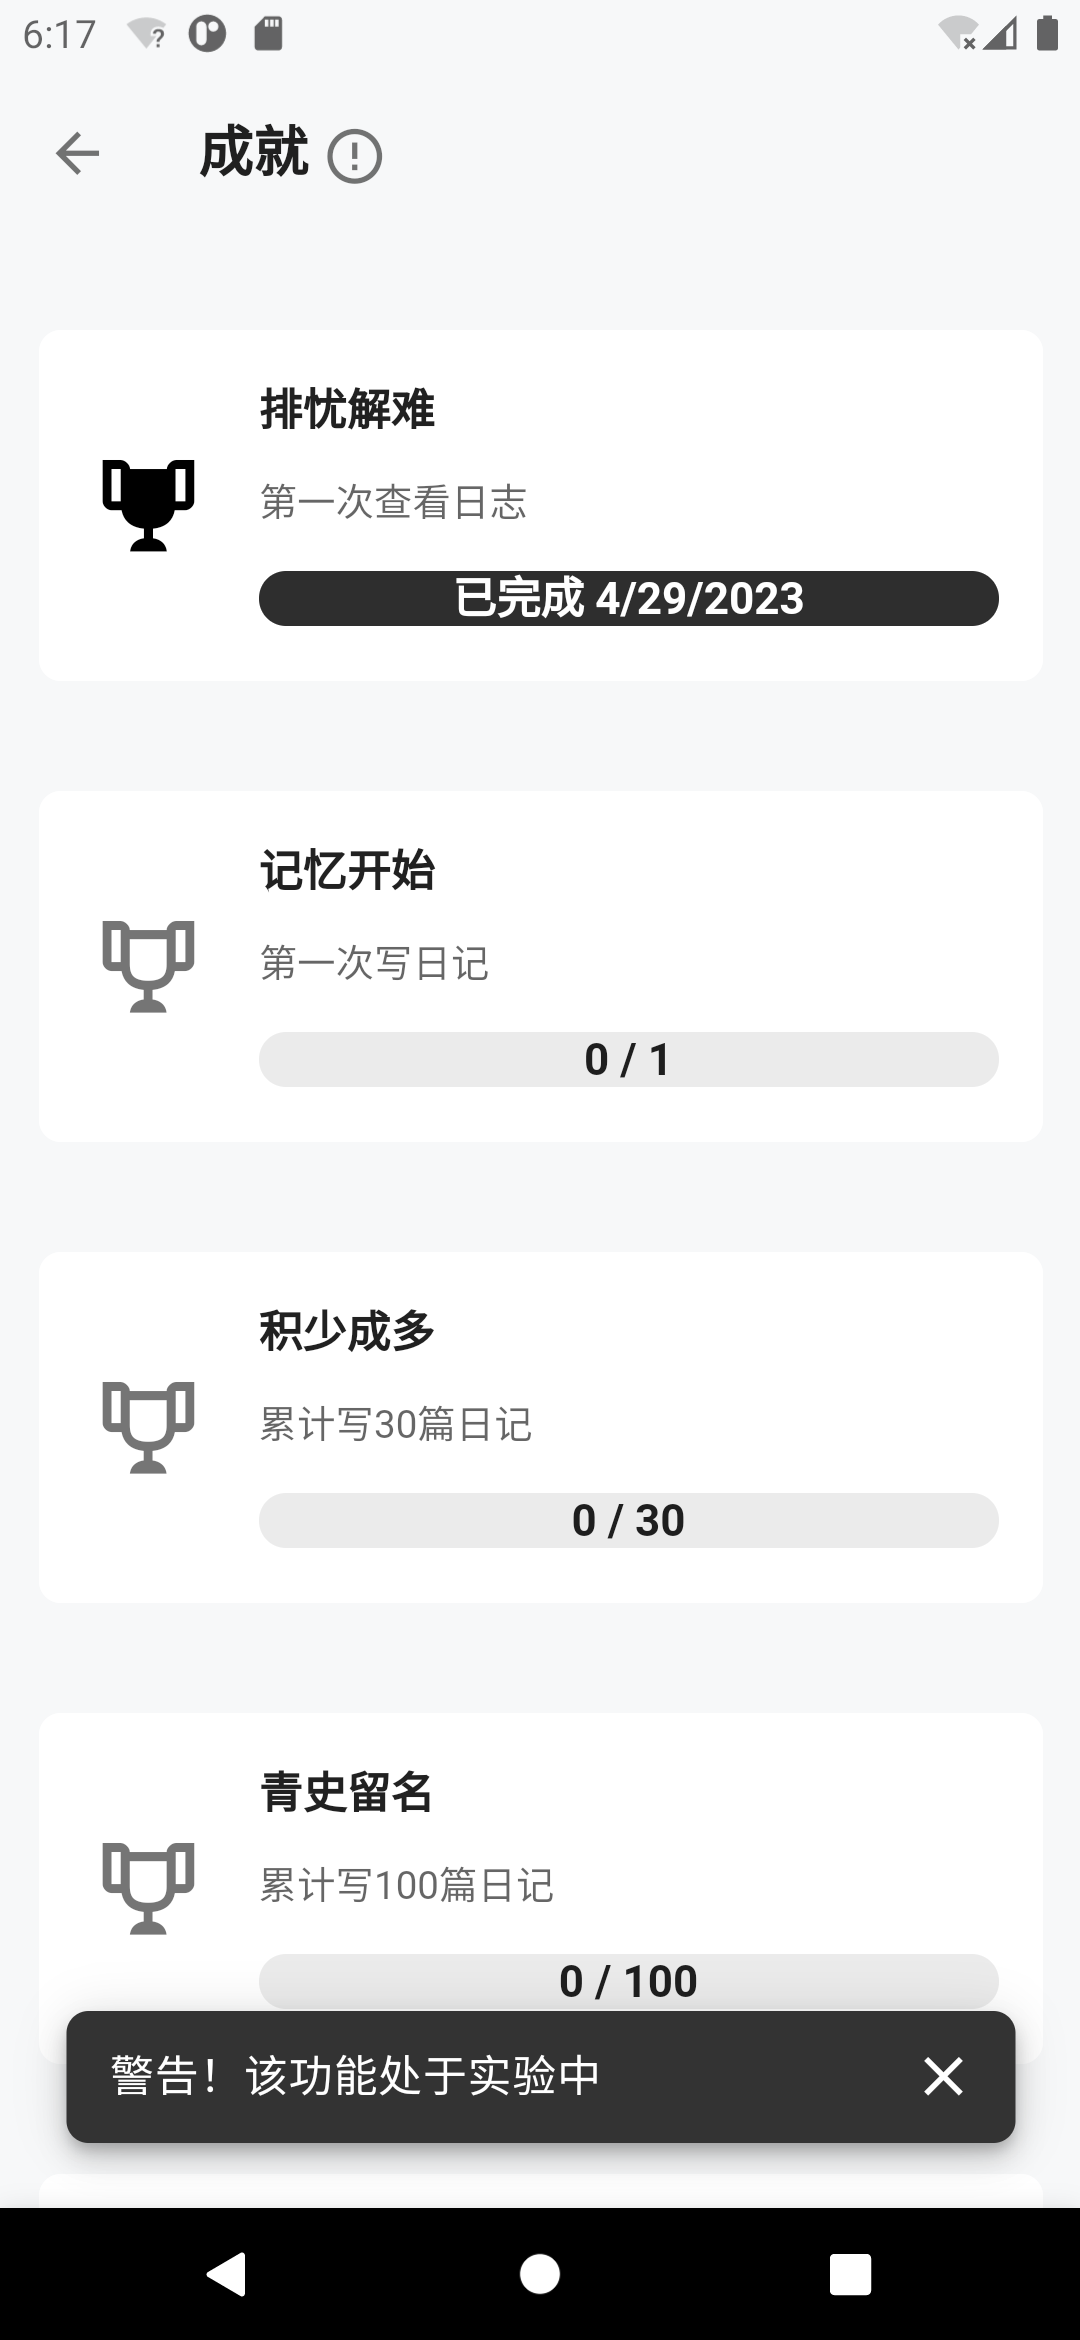 6:17
成就
排忧解难
第一次查看日志
已完成 4/29/2023
记忆开始
第一次写日记
0 / 1
积少成多
累计写30篇日记
0 / 30
青史留名
累计写100篇日记
0 / 100
警告！该功能处于实验中